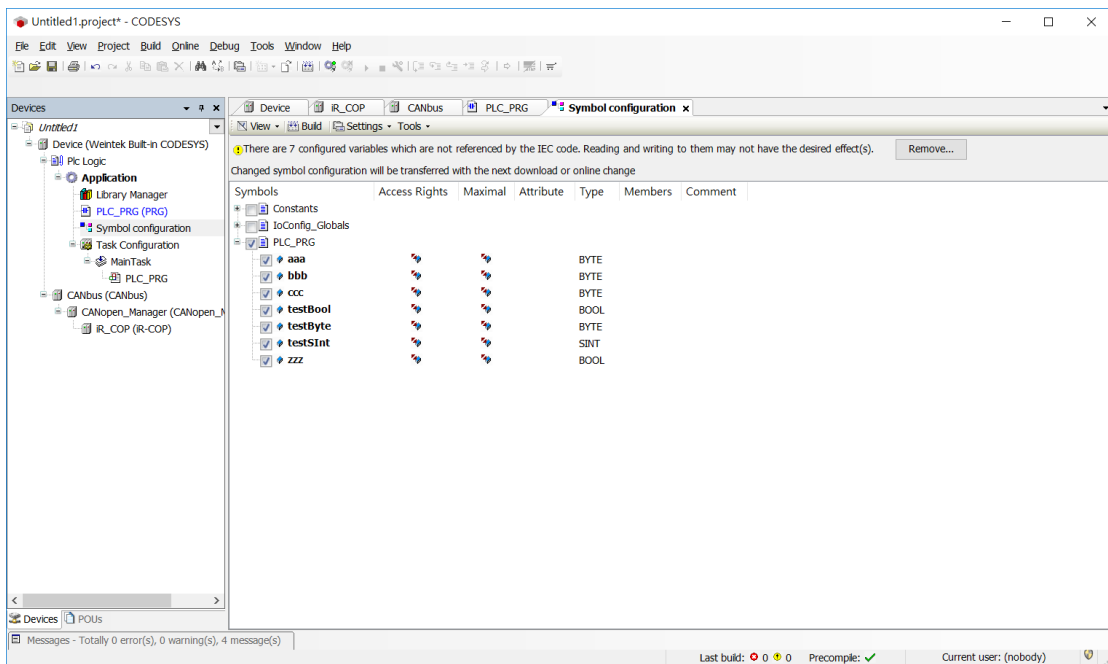 Untitled1.project* - CODESYS
File Edit View Project Build Online Debug Tools Window Help
Devices
Untitled1
Device (Weintek Built-in CODESYS)
Plc Logic
Application
Library Manager
PLC_PRG (PRG)
Symbol configuration
Task Configuration
MainTask
PLC_PRG
CANbus (CANbus)
CANopen_Manager (CANopen_M
iR_COP (iR-COP)
Devices POUs
Device iR_COP CANbus PLC_PRG Symbol configuration
View Build Settings Tools
There are 7 configured variables which are not referenced by the IEC code. Reading and writing to them may not have the desired effect(s). Remove...
Changed symbol configuration will be transferred with the next download or online change
Symbols Access Rights Maximal Attribute Type Members Comment
Constants
IoConfig_Globals
PLC_PRG
aaa BYTE
bbb BYTE
ccc BYTE
testBool BOOL
testByte BYTE
testSInt SINT
zzz BOOL
Messages - Totally 0 error(s), 0 warning(s), 4 message(s)
Last build: 0 0 Precompile: Current user: (nobody)